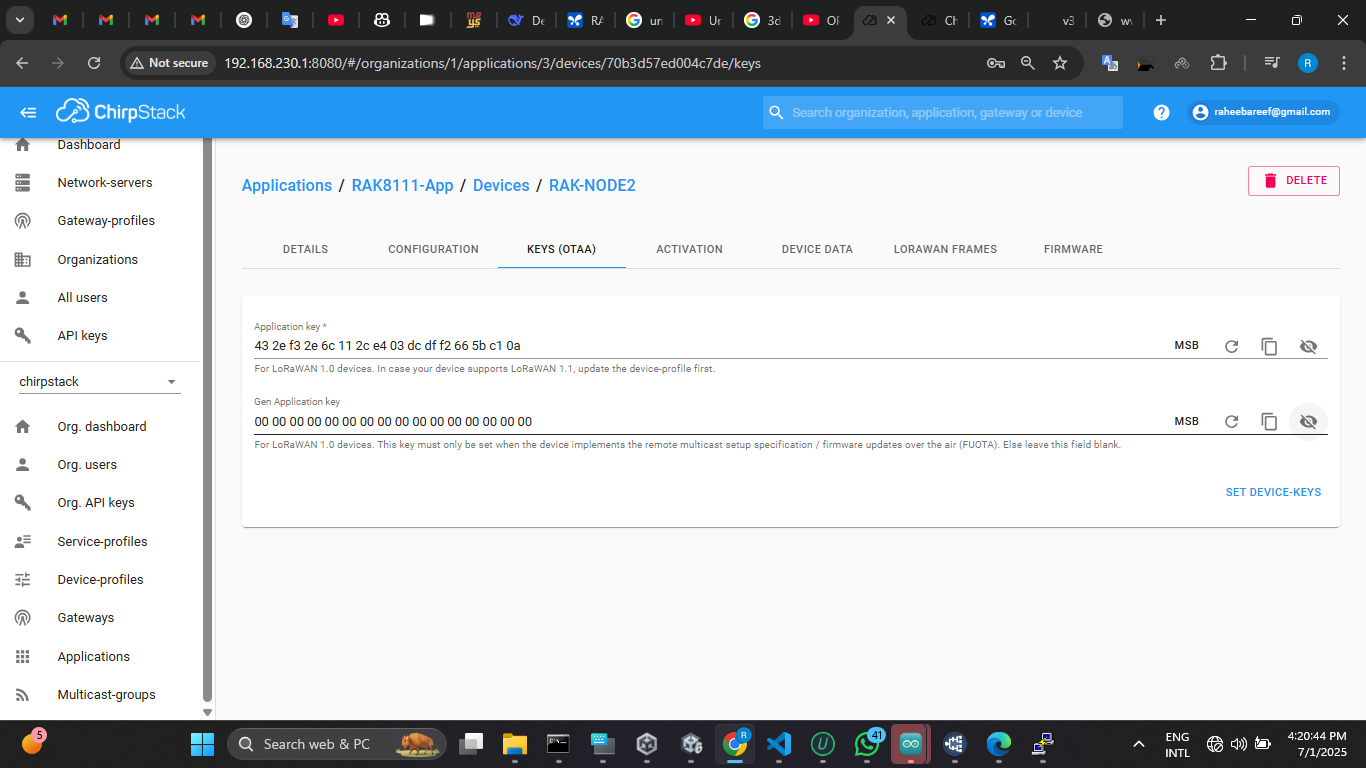 De
RA
un
Ur
3d
Of
Ch
Gc
v3
Not secure
192.168.230.1:8080/#/organizations/1/applications/3/devices/70b3d57ed004c7de/keys
R
ChirpStack
Search organization, application, gateway or device
raheebareef@gmail.com
Dashboard
Network-servers
Gateway-profiles
Organizations
All users
API keys
chirpstack
Org. dashboard
Org. users
Org. API keys
Service-profiles
Device-profiles
Gateways
Applications
Multicast-groups
Applications / RAK8111-App / Devices / RAK-NODE2
DELETE
DETAILS
CONFIGURATION
KEYS (OTAA)
ACTIVATION
DEVICE DATA
LORAWAN FRAMES
FIRMWARE
Application key *
43 2e f3 2e 6c 11 2c e4 03 dc df f2 66 5b c1 0a
MSB
For LoRaWAN 1.0 devices. In case your device supports LoRaWAN 1.1, update the device-profile first.
Gen Application key
00 00 00 00 00 00 00 00 00 00 00 00 00 00 00 00
MSB
For LoRaWAN 1.0 devices. This key must only be set when the device implements the remote multicast setup specification / firmware updates over the air (FUOTA). Else leave this field blank.
SET DEVICE-KEYS
5
Search web & PC
R
41
ENG
INTL
4:20:44 PM
7/1/2025